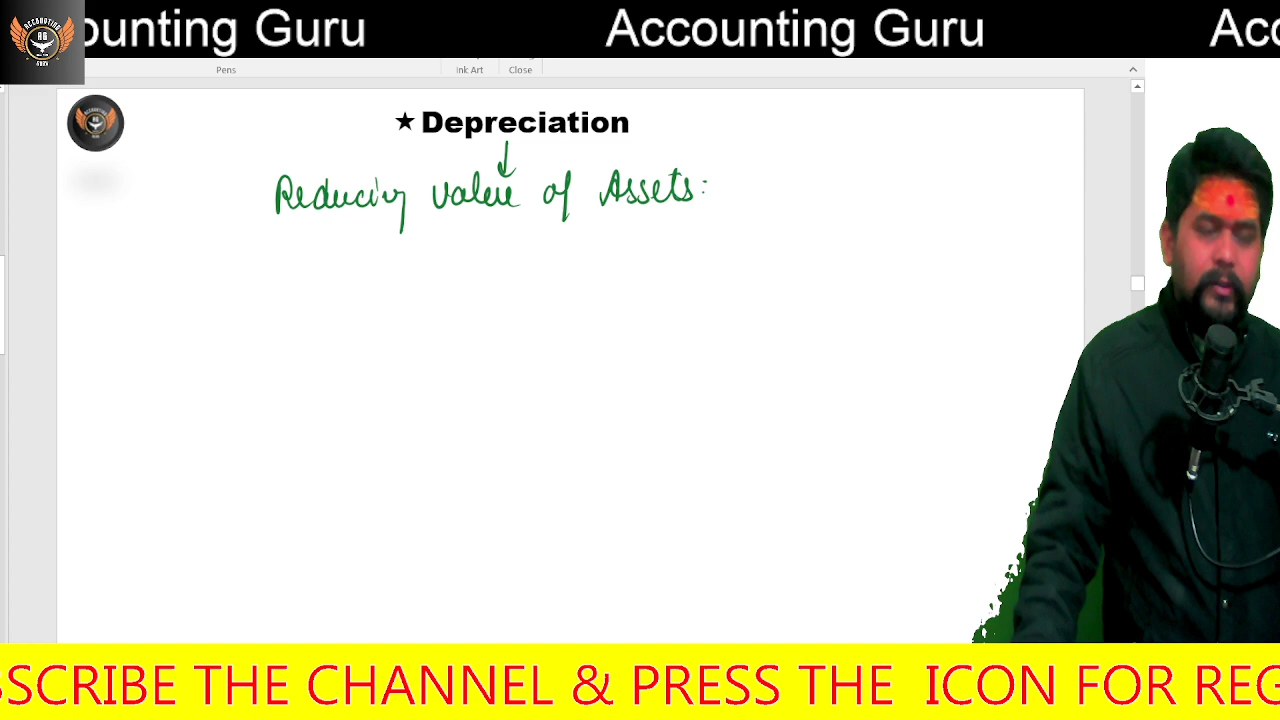 ounting Guru Accounting Guru Acc
Pens Ink Art Close
★ Depreciation
Reducing value of Assets:
SCRIBE THE CHANNEL & PRESS THE ICON FOR REG